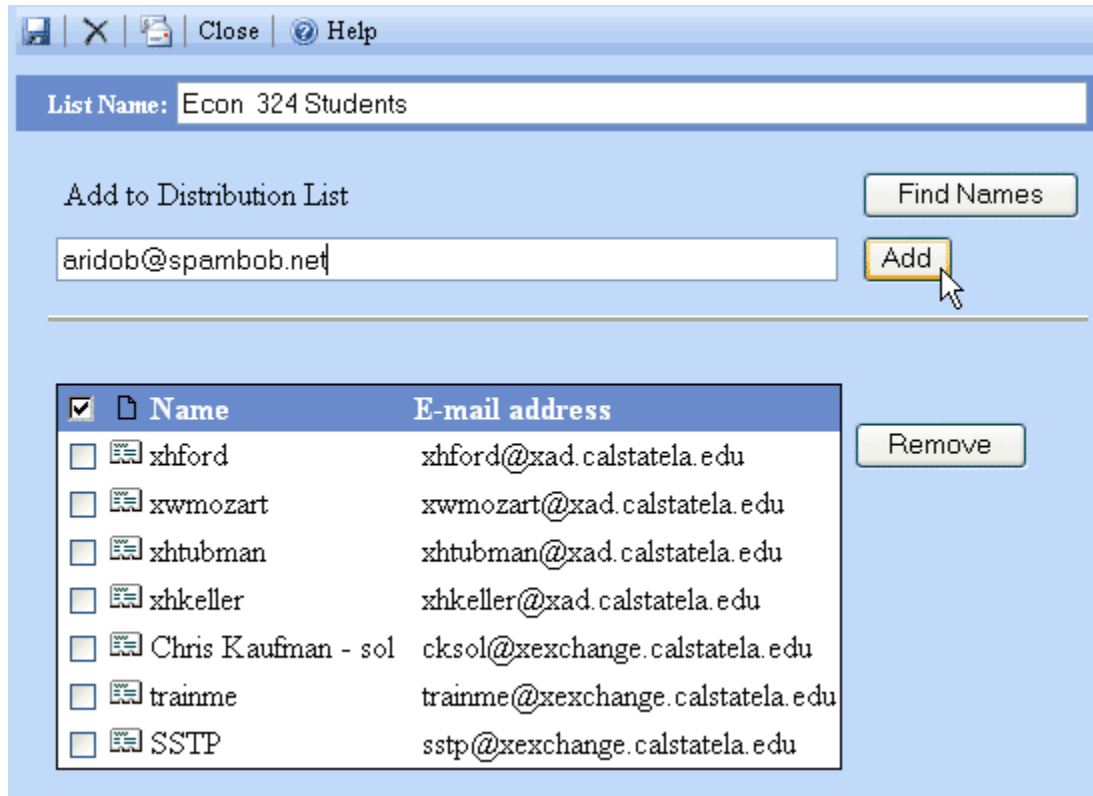 Close Help
List Name: Econ 324 Students
Add to Distribution List Find Names
aridob@spambob.net Add
Name E-mail address
xhford xhford@xad.calstatela.edu Remove
xwmozart xwmozart@xad.calstatela.edu
xhtubman xhtubman@xad.calstatela.edu
xhkeller xhkeller@xad.calstatela.edu
Chris Kaufman - sol cksol@xexchange.calstatela.edu
trainme trainme@xexchange.calstatela.edu
SSTP sstp@xexchange.calstatela.edu